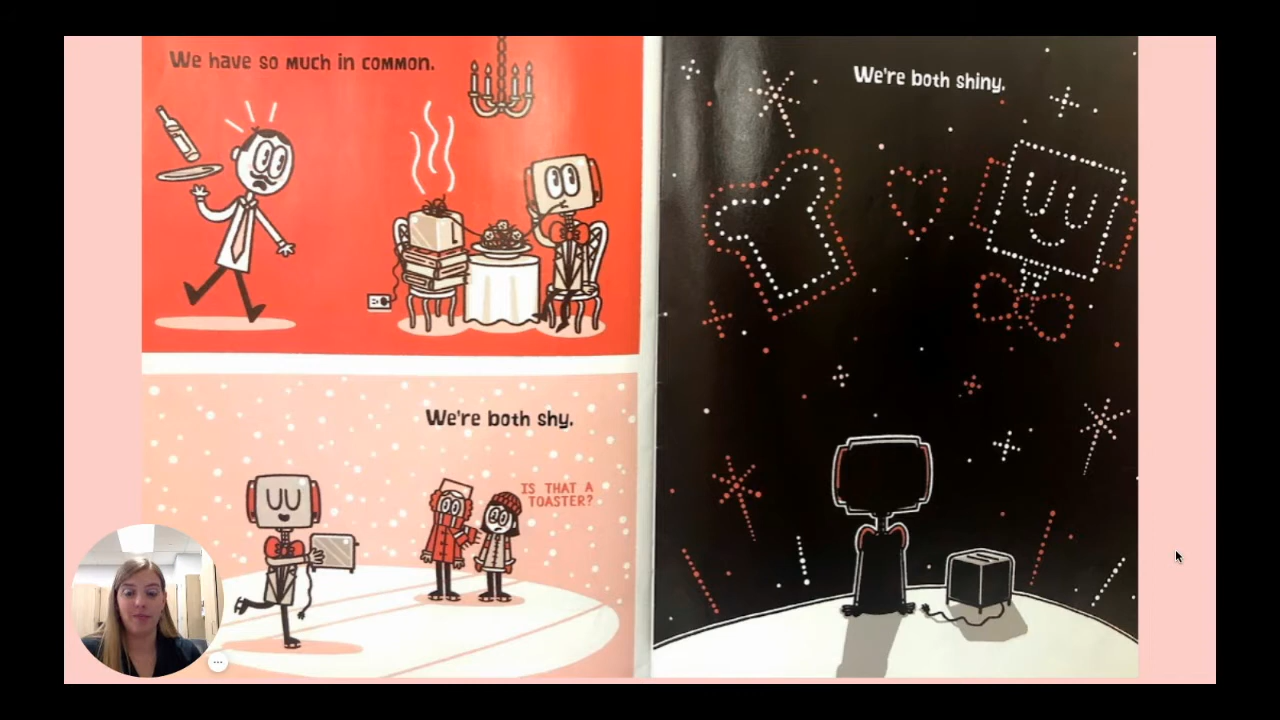 We have so much in common.
We're both shy.
IS THAT A
TOASTER?
We're both shiny.